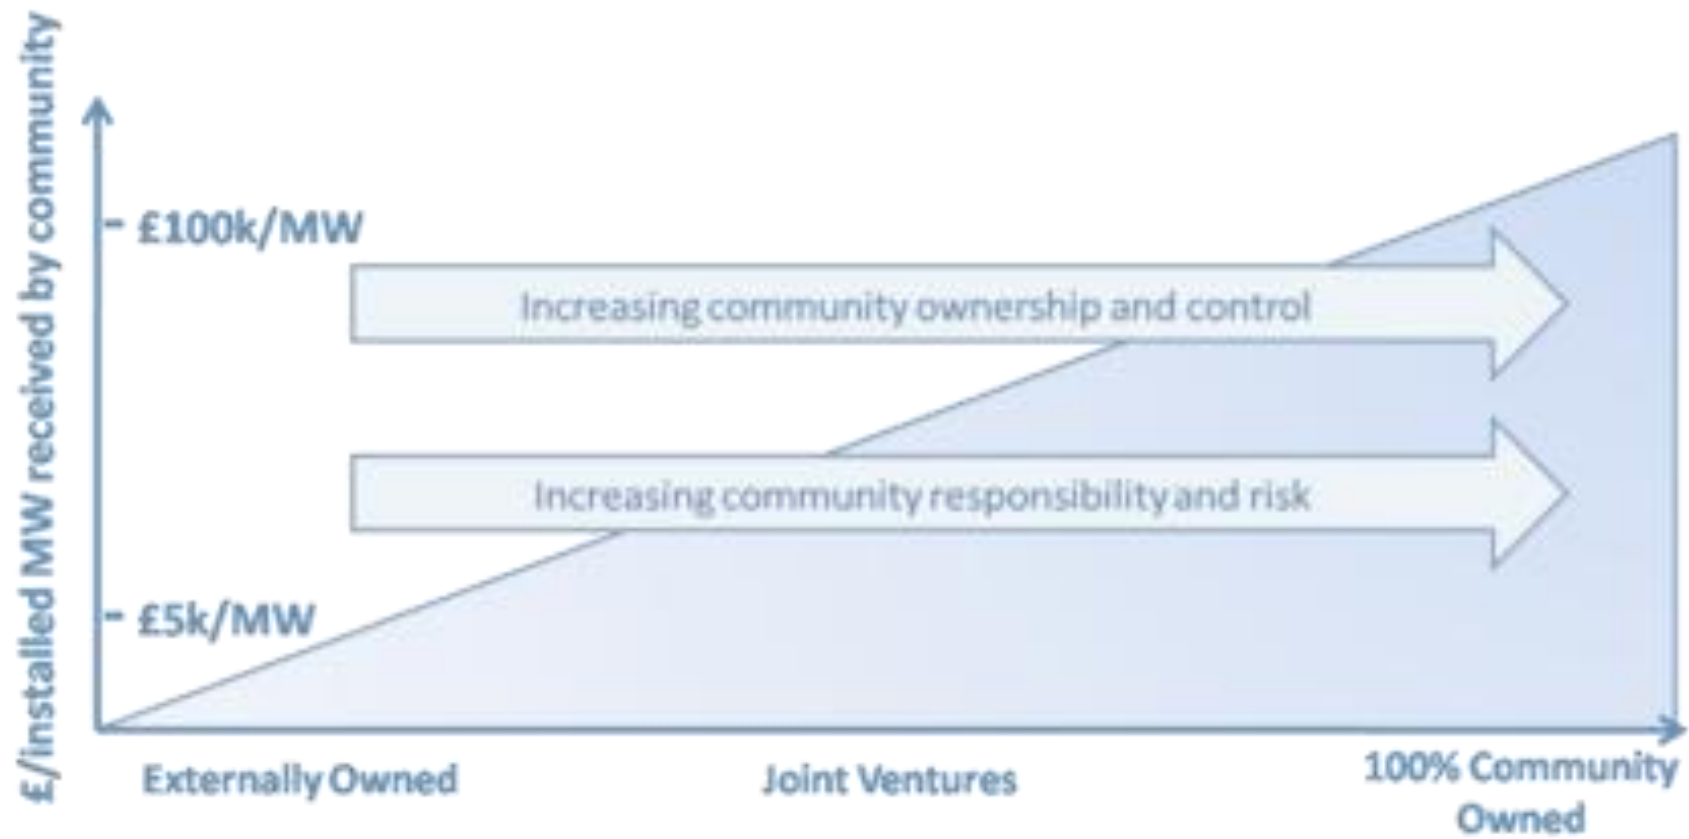 £/installed MW received by community
£100k/MW
Increasing community ownership and control
Increasing community responsibility and risk
£5k/MW
Externally Owned
Joint Ventures
100% Community
Owned